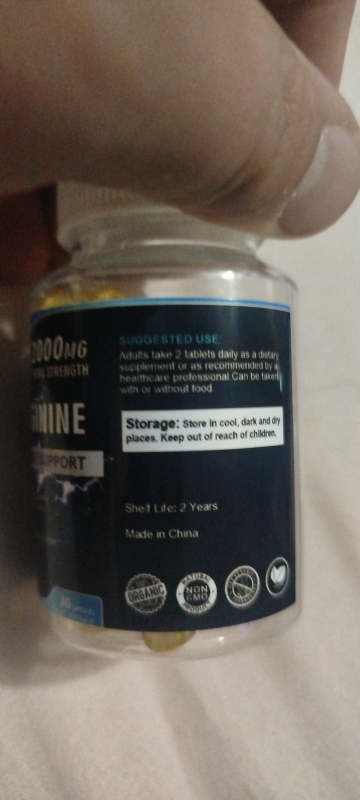 2000MG
STRENGTH
ININE
SUPPORT
SUGGESTED USE:
Adults take 2 tablets daily as a dietary
supplement or as recommended by a
healthcare professional.Can be taken
with or without food.
Storage: Store in cool, dark and dry
places. Keep out of reach of children.
Shelf Life: 2 Years
Made in China
ORGANIC
NATURAL
NON
GMO